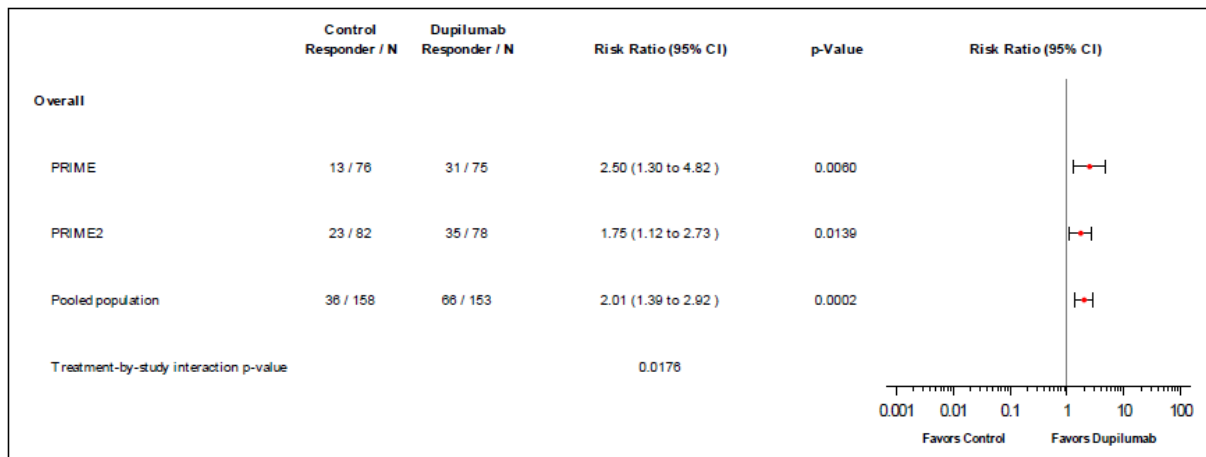 Control Dupilumab
Responder / N Responder / N Risk Ratio (95% CI) p-Value Risk Ratio (95% CI)
Overall
PRIME 13 / 76 31 / 75 2.50 (1.30 to 4.82 ) 0.0060
PRIME2 23 / 82 35 / 78 1.75 (1.12 to 2.73 ) 0.0139
Pooled population 36 / 158 66 / 153 2.01 (1.39 to 2.92 ) 0.0002
Treatment-by-study interaction p-value 0.0176
0.001 0.01 0.1 1 10 100
Favors Control Favors Dupilumab